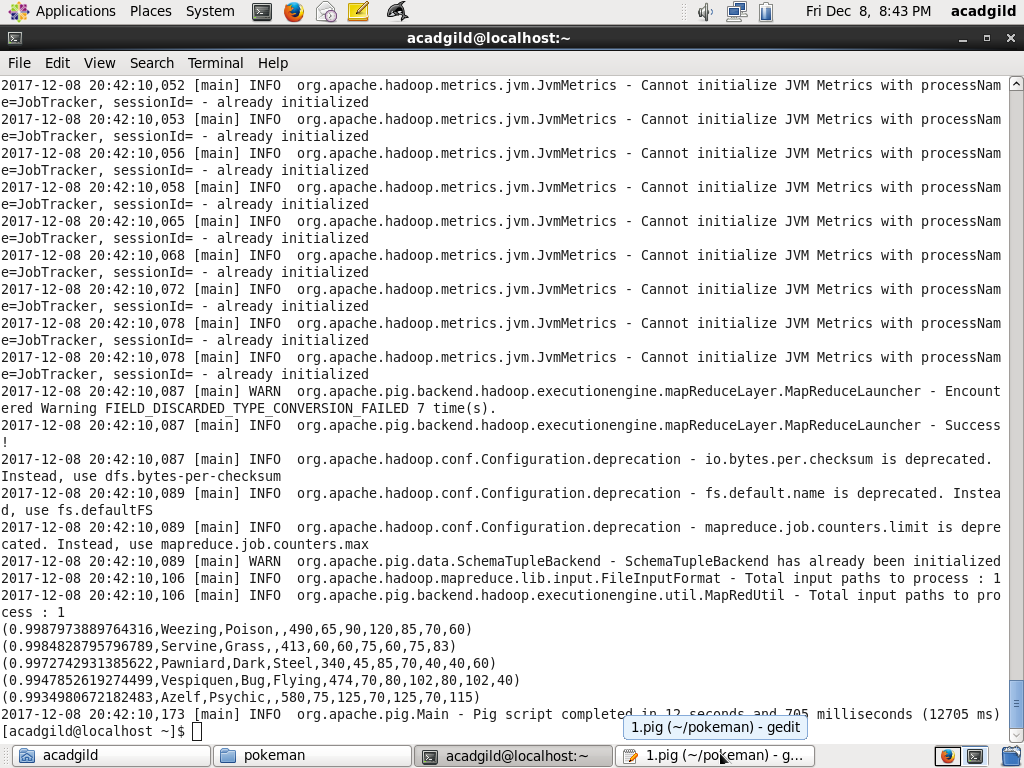 Applications Places System Fri Dec 8, 8:43 PM acadgild
acadgild@localhost:~
File Edit View Search Terminal Help
2017-12-08 20:42:10,052 [main] INFO  org.apache.hadoop.metrics.jvm.JvmMetrics - Cannot initialize JVM Metrics with processNam
e=JobTracker, sessionId= - already initialized
2017-12-08 20:42:10,053 [main] INFO  org.apache.hadoop.metrics.jvm.JvmMetrics - Cannot initialize JVM Metrics with processNam
e=JobTracker, sessionId= - already initialized
2017-12-08 20:42:10,056 [main] INFO  org.apache.hadoop.metrics.jvm.JvmMetrics - Cannot initialize JVM Metrics with processNam
e=JobTracker, sessionId= - already initialized
2017-12-08 20:42:10,058 [main] INFO  org.apache.hadoop.metrics.jvm.JvmMetrics - Cannot initialize JVM Metrics with processNam
e=JobTracker, sessionId= - already initialized
2017-12-08 20:42:10,065 [main] INFO  org.apache.hadoop.metrics.jvm.JvmMetrics - Cannot initialize JVM Metrics with processNam
e=JobTracker, sessionId= - already initialized
2017-12-08 20:42:10,068 [main] INFO  org.apache.hadoop.metrics.jvm.JvmMetrics - Cannot initialize JVM Metrics with processNam
e=JobTracker, sessionId= - already initialized
2017-12-08 20:42:10,072 [main] INFO  org.apache.hadoop.metrics.jvm.JvmMetrics - Cannot initialize JVM Metrics with processNam
e=JobTracker, sessionId= - already initialized
2017-12-08 20:42:10,078 [main] INFO  org.apache.hadoop.metrics.jvm.JvmMetrics - Cannot initialize JVM Metrics with processNam
e=JobTracker, sessionId= - already initialized
2017-12-08 20:42:10,078 [main] INFO  org.apache.hadoop.metrics.jvm.JvmMetrics - Cannot initialize JVM Metrics with processNam
e=JobTracker, sessionId= - already initialized
2017-12-08 20:42:10,087 [main] WARN  org.apache.pig.backend.hadoop.executionengine.mapReduceLayer.MapReduceLauncher - Encount
ered Warning FIELD_DISCARDED_TYPE_CONVERSION_FAILED 7 time(s).
2017-12-08 20:42:10,087 [main] INFO  org.apache.pig.backend.hadoop.executionengine.mapReduceLayer.MapReduceLauncher - Success
!
2017-12-08 20:42:10,087 [main] INFO  org.apache.hadoop.conf.Configuration.deprecation - io.bytes.per.checksum is deprecated.
Instead, use dfs.bytes-per-checksum
2017-12-08 20:42:10,089 [main] INFO  org.apache.hadoop.conf.Configuration.deprecation - fs.default.name is deprecated. Instea
d, use fs.defaultFS
2017-12-08 20:42:10,089 [main] INFO  org.apache.hadoop.conf.Configuration.deprecation - mapreduce.job.counters.limit is depre
cated. Instead, use mapreduce.job.counters.max
2017-12-08 20:42:10,089 [main] WARN  org.apache.pig.data.SchemaTupleBackend - SchemaTupleBackend has already been initialized
2017-12-08 20:42:10,106 [main] INFO  org.apache.hadoop.mapreduce.lib.input.FileInputFormat - Total input paths to process : 1
2017-12-08 20:42:10,106 [main] INFO  org.apache.pig.backend.hadoop.executionengine.util.MapRedUtil - Total input paths to pro
cess : 1
(0.9987973889764316,Weezing,Poison,,490,65,90,120,85,70,60)
(0.9984828795796789,Servine,Grass,,413,60,60,75,60,75,83)
(0.9972742931385622,Pawniard,Dark,Steel,340,45,85,70,40,40,60)
(0.9947852619274499,Vespiquen,Bug,Flying,474,70,80,102,80,102,40)
(0.9934980672182483,Azelf,Psychic,,580,75,125,70,125,70,115)
2017-12-08 20:42:10,173 [main] INFO  org.apache.pig.Main - Pig script completed in 12 seconds and 705 milliseconds (12705 ms)
[acadgild@localhost ~]$
1.pig (~/pokeman) - gedit
acadgild pokeman acadgild@localhost:~ 1.pig (~/pokeman) - g...